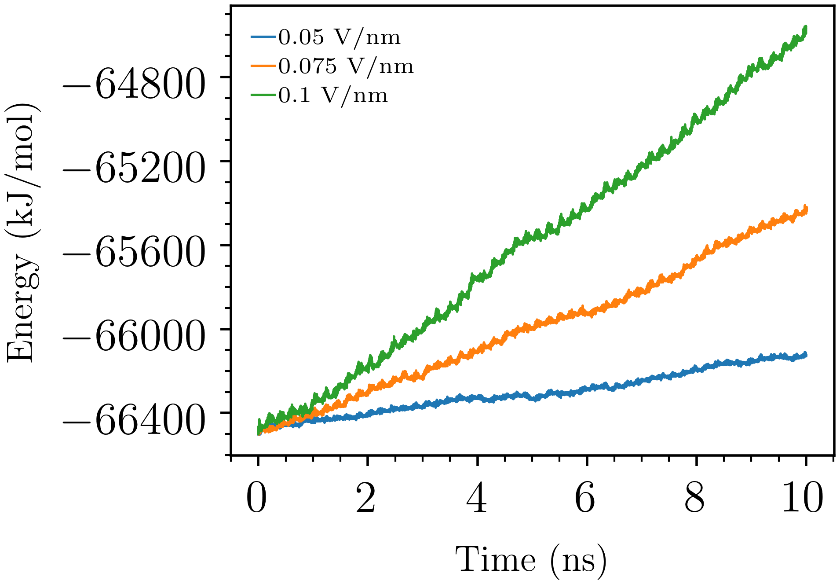 0.05 V/nm
0.075 V/nm
0.1 V/nm
Energy (kJ/mol)
−64800
−65200
−65600
−66000
−66400
0 2 4 6 8 10
Time (ns)